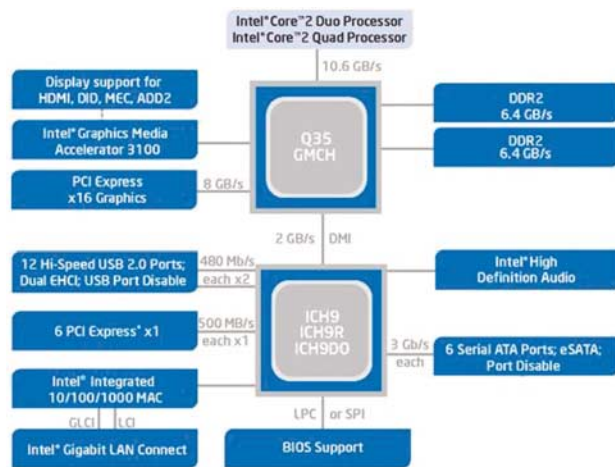 Intel® Core™2 Duo Processor
Intel® Core™2 Quad Processor
10.6 GB/s
Display support for
HDMI, DID, MEC, ADD2
Intel® Graphics Media
Accelerator 3100
PCI Express
x16 Graphics
8 GB/s
Q35
GMCH
DDR2
6.4 GB/s
DDR2
6.4 GB/s
2 GB/s
DMI
12 Hi-Speed USB 2.0 Ports;
Dual EHCI; USB Port Disable
480 Mb/s
each x2
6 PCI Express* x1
500 MB/s
each x1
Intel® Integrated
10/100/1000 MAC
GLCI
LCI
Intel® Gigabit LAN Connect
ICH9
ICH9R
ICH9DO
Intel® High
Definition Audio
3 Gb/s
each
6 Serial ATA Ports; eSATA;
Port Disable
LPC or SPI
BIOS Support